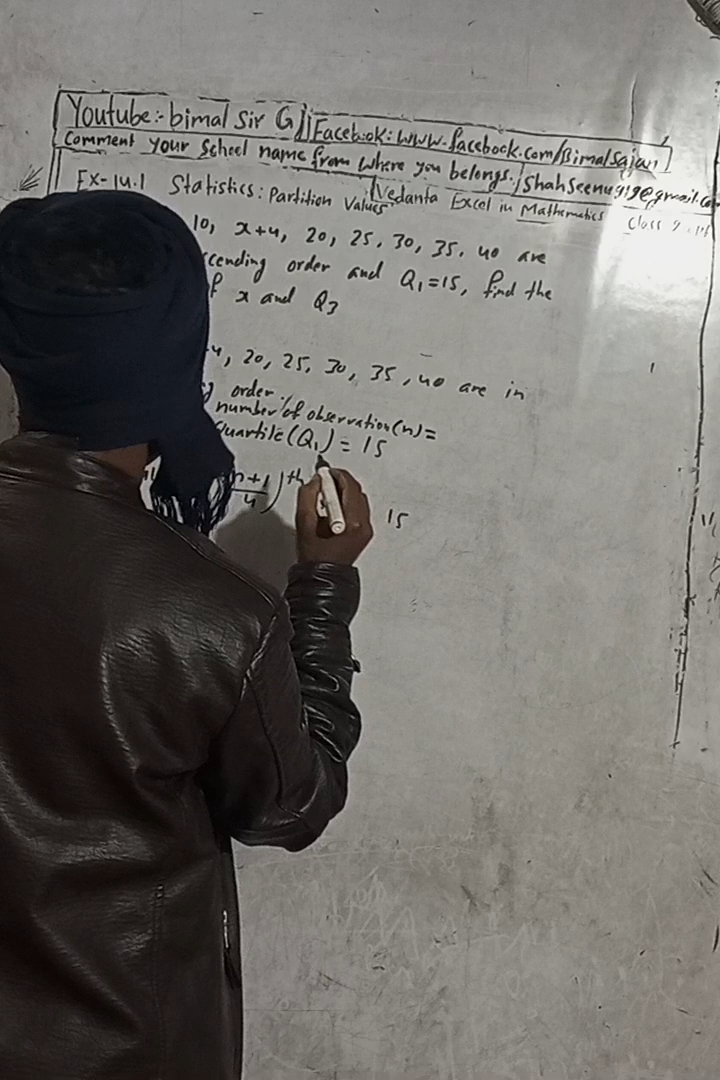 Youtube:- bimal Sir G
Facebook: www.facebook.com/Bimalsajan
Comment your School name from where you belongs. / Shahseenu919@gmail.com
Ex-14.1 Statistics: Partition Values
Vedanta Excel in Mathematics
Class 9
10, x+4, 20, 25, 30, 35, 40 are
cending order and Q1=15, find the
x and Q3
4, 20, 25, 30, 35, 40 are in
order.
number of observation(n)=
Quartile(Q1) = 15
n+1
4
)th
15